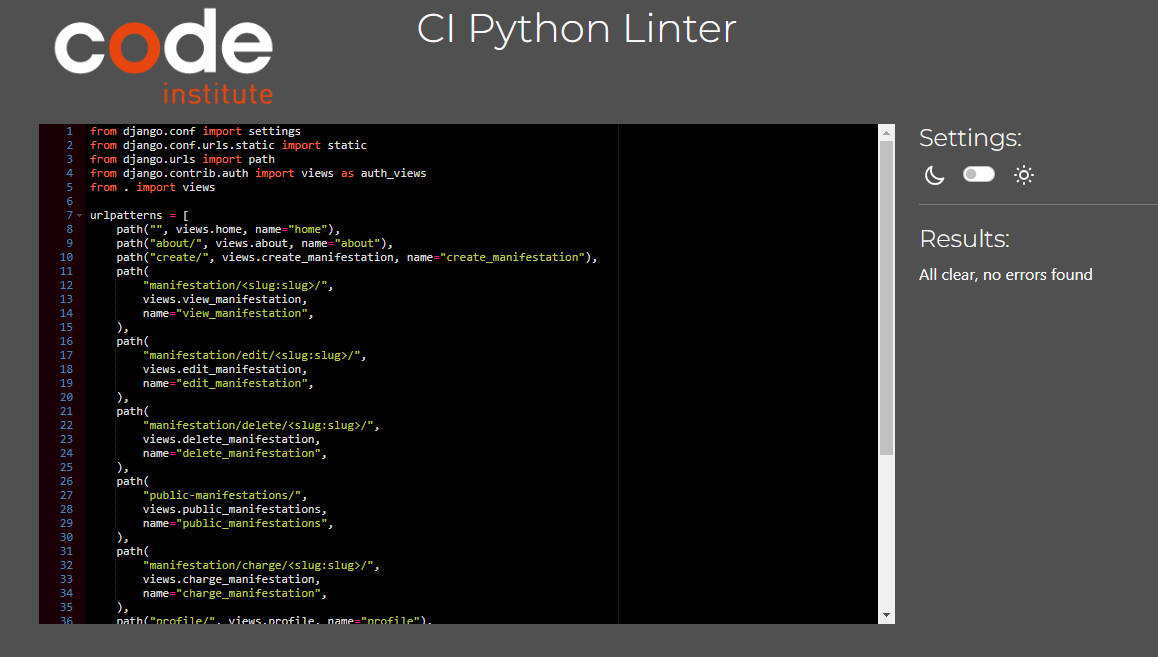 code
institute
CI Python Linter
1 from django.conf import settings
2 from django.conf.urls.static import static
3 from django.urls import path
4 from django.contrib.auth import views as auth_views
5 from . import views
6
7 urlpatterns = [
8     path("", views.home, name="home"),
9     path("about/", views.about, name="about"),
10     path("create/", views.create_manifestation, name="create_manifestation"),
11     path(
12         "manifestation/<slug:slug>/",
13         views.view_manifestation,
14         name="view_manifestation",
15     ),
16     path(
17         "manifestation/edit/<slug:slug>/",
18         views.edit_manifestation,
19         name="edit_manifestation",
20     ),
21     path(
22         "manifestation/delete/<slug:slug>/",
23         views.delete_manifestation,
24         name="delete_manifestation",
25     ),
26     path(
27         "public-manifestations/",
28         views.public_manifestations,
29         name="public_manifestations",
30     ),
31     path(
32         "manifestation/charge/<slug:slug>/",
33         views.charge_manifestation,
34         name="charge_manifestation",
35     ),
36     path("profile/", views.profile, name="profile"),
Settings:
Results:
All clear, no errors found